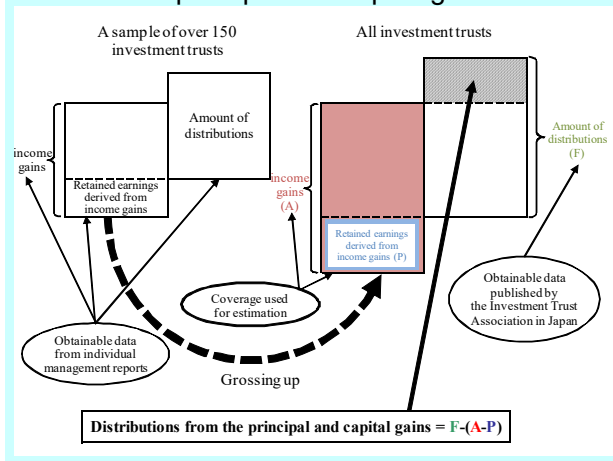 A sample of over 150
investment trusts
All investment trusts
Amount of
distributions
income
gains
Retained earnings
derived from
income gains
income
gains
(A)
Retained earnings
derived from
income gains (P)
Amount of
distributions
(F)
Coverage used
for estimation
Obtainable data
published by
the Investment Trust
Association in Japan
Obtainable data
from individual
management reports
Grossing up
Distributions from the principal and capital gains = F-(A-P)